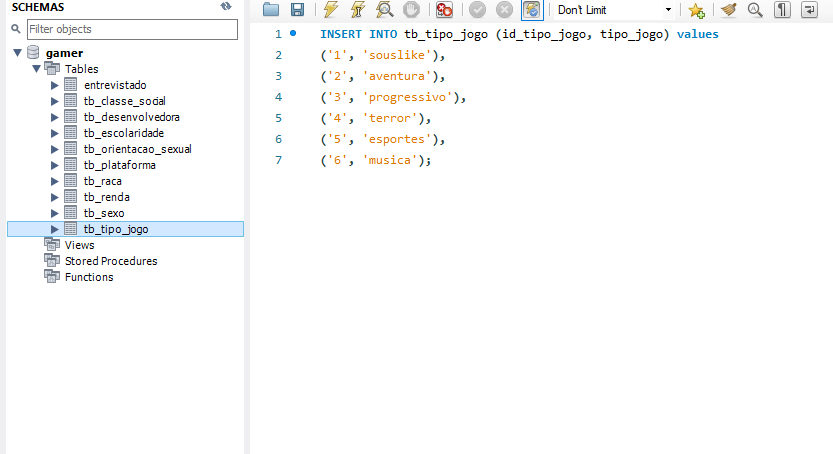 SCHEMAS
Filter objects
gamer
Tables
entrevistado
tb_classe_social
tb_desenvolvedora
tb_escolaridade
tb_orientacao_sexual
tb_plataforma
tb_raca
tb_renda
tb_sexo
tb_tipo_jogo
Views
Stored Procedures
Functions
Don't Limit
1 INSERT INTO tb_tipo_jogo (id_tipo_jogo, tipo_jogo) values
2 ('1', 'souslike'),
3 ('2', 'aventura'),
4 ('3', 'progressivo'),
5 ('4', 'terror'),
6 ('5', 'esportes'),
7 ('6', 'musica');